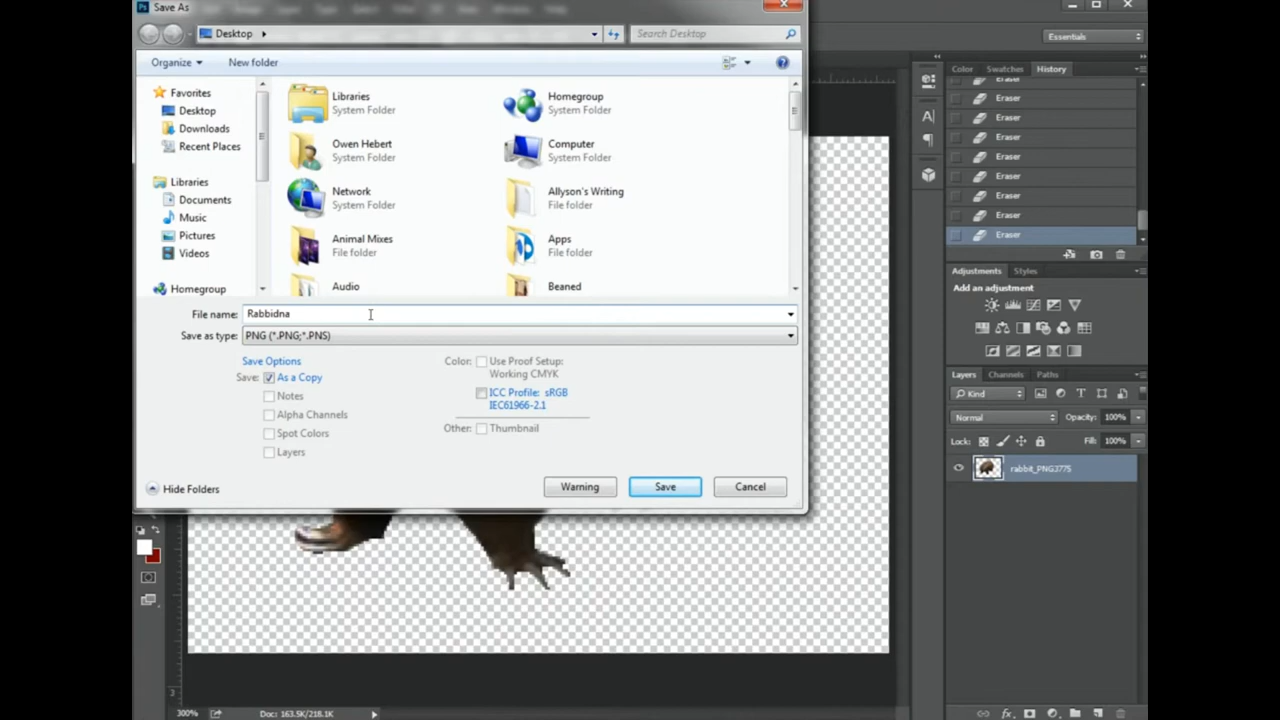 Save As
Desktop
Search Desktop
Essentials
Organize
New folder
Favorites
Desktop
Downloads
Recent Places
Libraries
Documents
Music
Pictures
Videos
Homegroup
Libraries
System Folder
Homegroup
System Folder
Owen Hebert
System Folder
Computer
System Folder
Network
System Folder
Allyson's Writing
File folder
Animal Mixes
File folder
Apps
File folder
Audio
Beaned
File name: Rabbidna
Save as type: PNG (*.PNG;*.PNS)
Save Options
Save: As a Copy
Notes
Alpha Channels
Spot Colors
Layers
Color: Use Proof Setup:
Working CMYK
ICC Profile: sRGB
IEC61966-2.1
Other: Thumbnail
Hide Folders
Warning
Save
Cancel
Color Swatches History
Eraser
Eraser
Eraser
Eraser
Eraser
Eraser
Eraser
Eraser
Eraser
Adjustments Styles
Add an adjustment
Layers Channels Paths
Kind
Normal Opacity: 100%
Lock: Fill: 100%
rabbit_PNG3775
3
300% Doc: 163.5K/218.1K